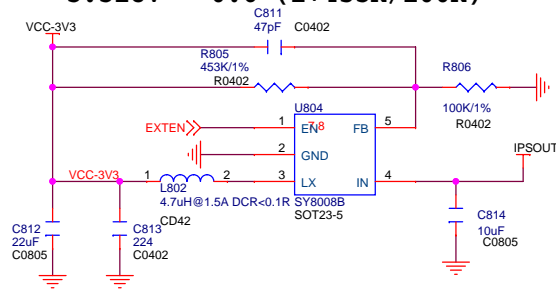 C811
47pF C0402
VCC-3V3
R805
453K/1%
R0402
R806
100K/1%
R0402
U804
EXTEN 1 EN 7,8 FB 5
2 GND
IPSOUT
VCC-3V3 1 2 3 LX IN 4
L802
4.7uH@1.5A DCR<0.1R SY8008B
CD42 SOT23-5
C812
22uF
C0805
C813
224
C0402
C814
10uF
C0805